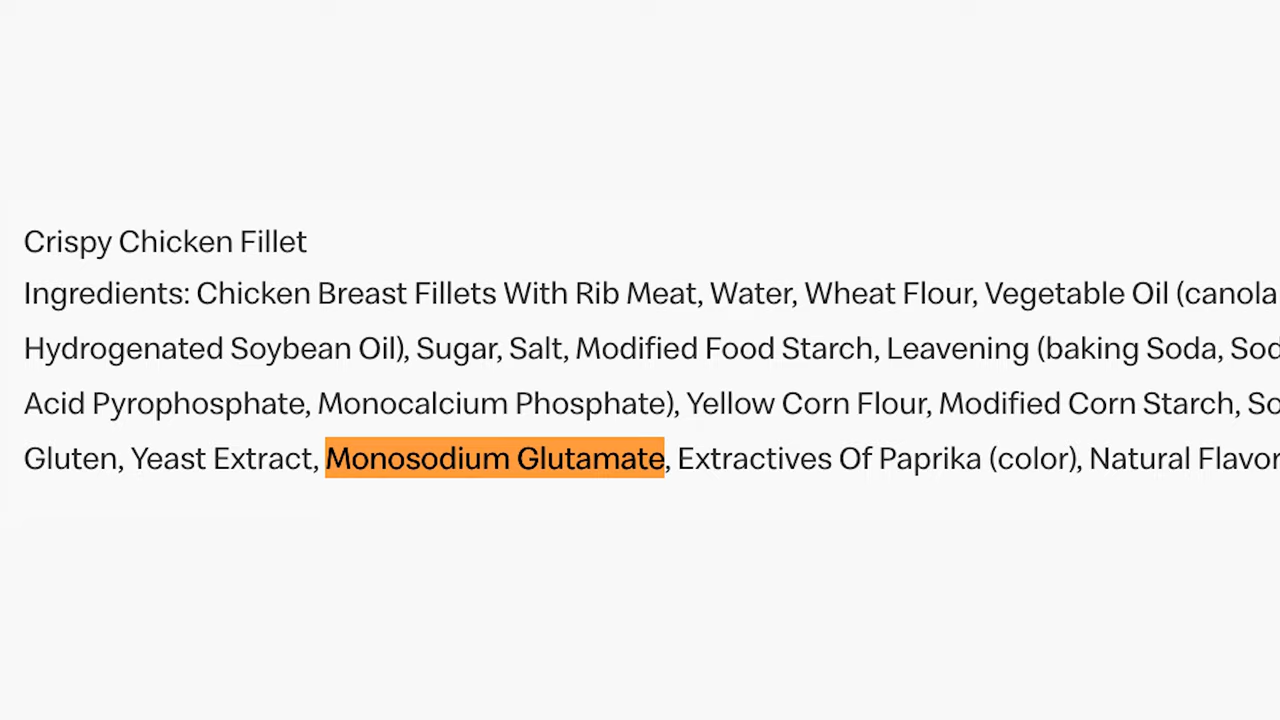 Crispy Chicken Fillet
Ingredients: Chicken Breast Fillets With Rib Meat, Water, Wheat Flour, Vegetable Oil (canola
Hydrogenated Soybean Oil), Sugar, Salt, Modified Food Starch, Leavening (baking Soda,
Acid Pyrophosphate, Monocalcium Phosphate), Yellow Corn Flour, Modified Corn Starch,
Gluten, Yeast Extract, Monosodium Glutamate, Extractives Of Paprika (color), Natural Flavor